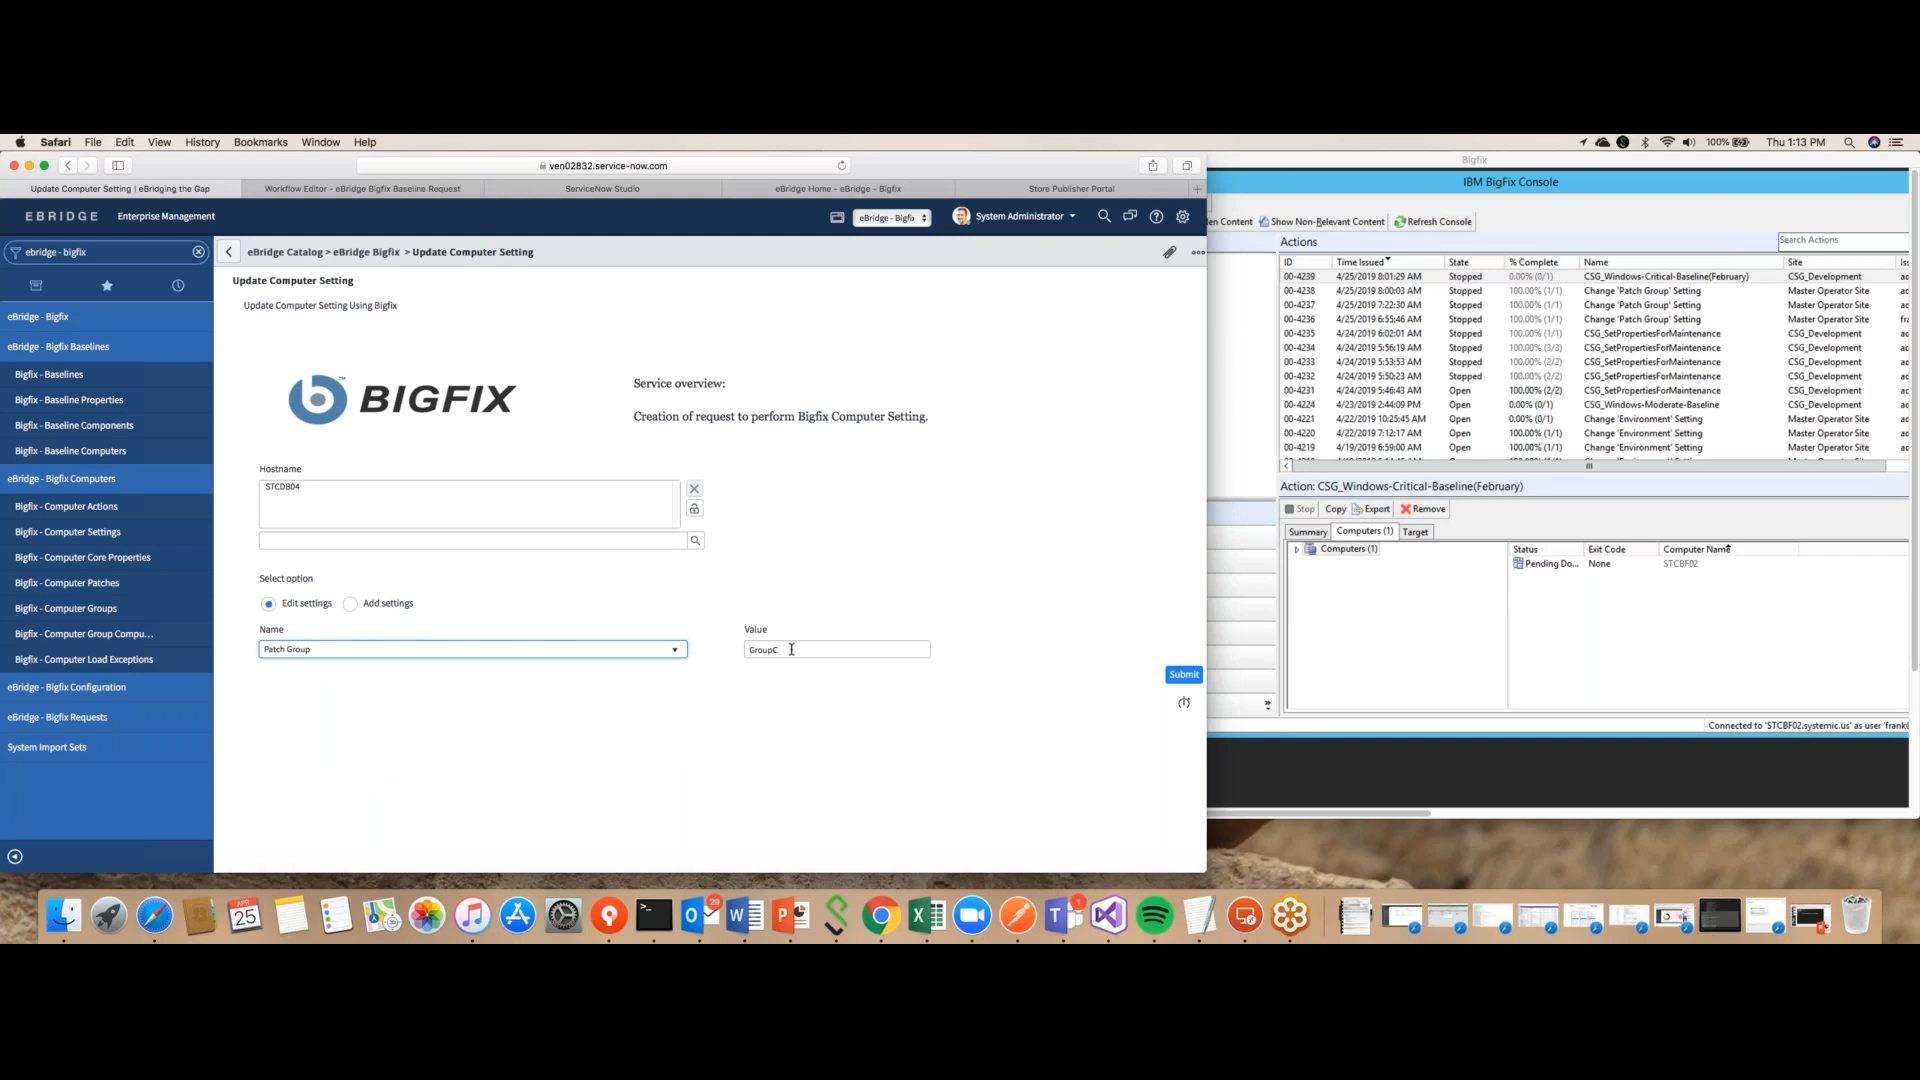 Safari File Edit View History Bookmarks Window Help
100% Thu 1:13 PM
ven02832.service-now.com
Update Computer Setting | eBridging the Gap
Workflow Editor - eBridge Bigfix Baseline Request
ServiceNow Studio
eBridge Home - eBridge - Bigfix
Store Publisher Portal
EBRIDGE Enterprise Management
eBridge - Bigfix
System Administrator
ebridge - bigfix
eBridge - Bigfix
eBridge - Bigfix Baselines
Bigfix - Baselines
Bigfix - Baseline Properties
Bigfix - Baseline Components
Bigfix - Baseline Computers
eBridge - Bigfix Computers
Bigfix - Computer Actions
Bigfix - Computer Settings
Bigfix - Computer Core Properties
Bigfix - Computer Patches
Bigfix - Computer Groups
Bigfix - Computer Group Compu...
Bigfix - Computer Load Exceptions
eBridge - Bigfix Configuration
eBridge - Bigfix Requests
System Import Sets
eBridge Catalog > eBridge Bigfix > Update Computer Setting
Update Computer Setting
Update Computer Setting Using Bigfix
BIGFIX
Service overview:
Creation of request to perform Bigfix Computer Setting.
Hostname
STCDB04
Select option
Edit settings Add settings
Name Value
Patch Group GroupC
Submit
Bigfix
IBM BigFix Console
en Content Show Non-Relevant Content Refresh Console
Actions Search Actions
ID Time Issued State % Complete Name Site Is
00-4239 4/25/2019 8:01:29 AM Stopped 0.00% (0/1) CSG_Windows-Critical-Baseline(February) CSG_Development
00-4238 4/25/2019 8:00:03 AM Stopped 100.00% (1/1) Change 'Patch Group' Setting Master Operator Site
00-4237 4/25/2019 7:22:30 AM Stopped 100.00% (1/1) Change 'Patch Group' Setting Master Operator Site
00-4236 4/25/2019 6:55:46 AM Stopped 100.00% (1/1) Change 'Patch Group' Setting Master Operator Site
00-4235 4/24/2019 6:02:01 AM Stopped 100.00% (1/1) CSG_SetPropertiesForMaintenance CSG_Development
00-4234 4/24/2019 5:56:19 AM Stopped 100.00% (3/3) CSG_SetPropertiesForMaintenance CSG_Development
00-4233 4/24/2019 5:53:53 AM Stopped 100.00% (2/2) CSG_SetPropertiesForMaintenance CSG_Development
00-4232 4/24/2019 5:50:23 AM Stopped 100.00% (2/2) CSG_SetPropertiesForMaintenance CSG_Development
00-4231 4/24/2019 5:46:43 AM Open 100.00% (2/2) CSG_SetPropertiesForMaintenance CSG_Development
00-4224 4/23/2019 2:44:09 PM Open 0.00% (0/1) CSG_Windows-Moderate-Baseline CSG_Development
00-4221 4/22/2019 10:25:45 AM Open 0.00% (0/1) Change 'Environment' Setting Master Operator Site
00-4220 4/22/2019 7:12:17 AM Open 100.00% (1/1) Change 'Environment' Setting Master Operator Site
00-4219 4/19/2019 6:59:00 AM Open 100.00% (1/1) Change 'Environment' Setting Master Operator Site
Action: CSG_Windows-Critical-Baseline(February)
Stop Copy Export Remove
Summary Computers (1) Target
Computers (1)
Status Exit Code Computer Name
Pending Do... None STCBF02
Connected to 'STCBF02.systemic.us' as user 'frank
APR
25
29
1